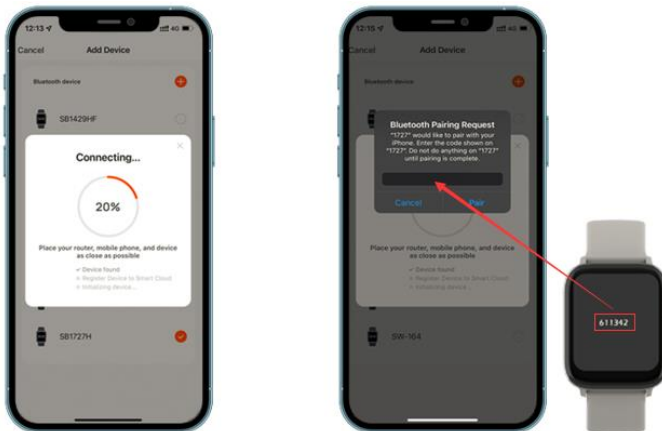 12:13
4G
Cancel
Add Device
Bluetooth device
SB1429HF
Connecting...
20%
Place your router, mobile phone, and device
as close as possible
✓ Device found
Register Device to Smart Cloud
Initializing device ...
SB1727H
12:15
4G
Cancel
Add Device
Bluetooth device
Bluetooth Pairing Request
"1727" would like to pair with your
iPhone. Enter the code shown on
"1727". Do not do anything on "1727"
until pairing is complete.
Cancel
Pair
Place your router, mobile phone, and device
as close as possible
✓ Device found
Register Device to Smart Cloud
Initializing device ...
SW-164
611342